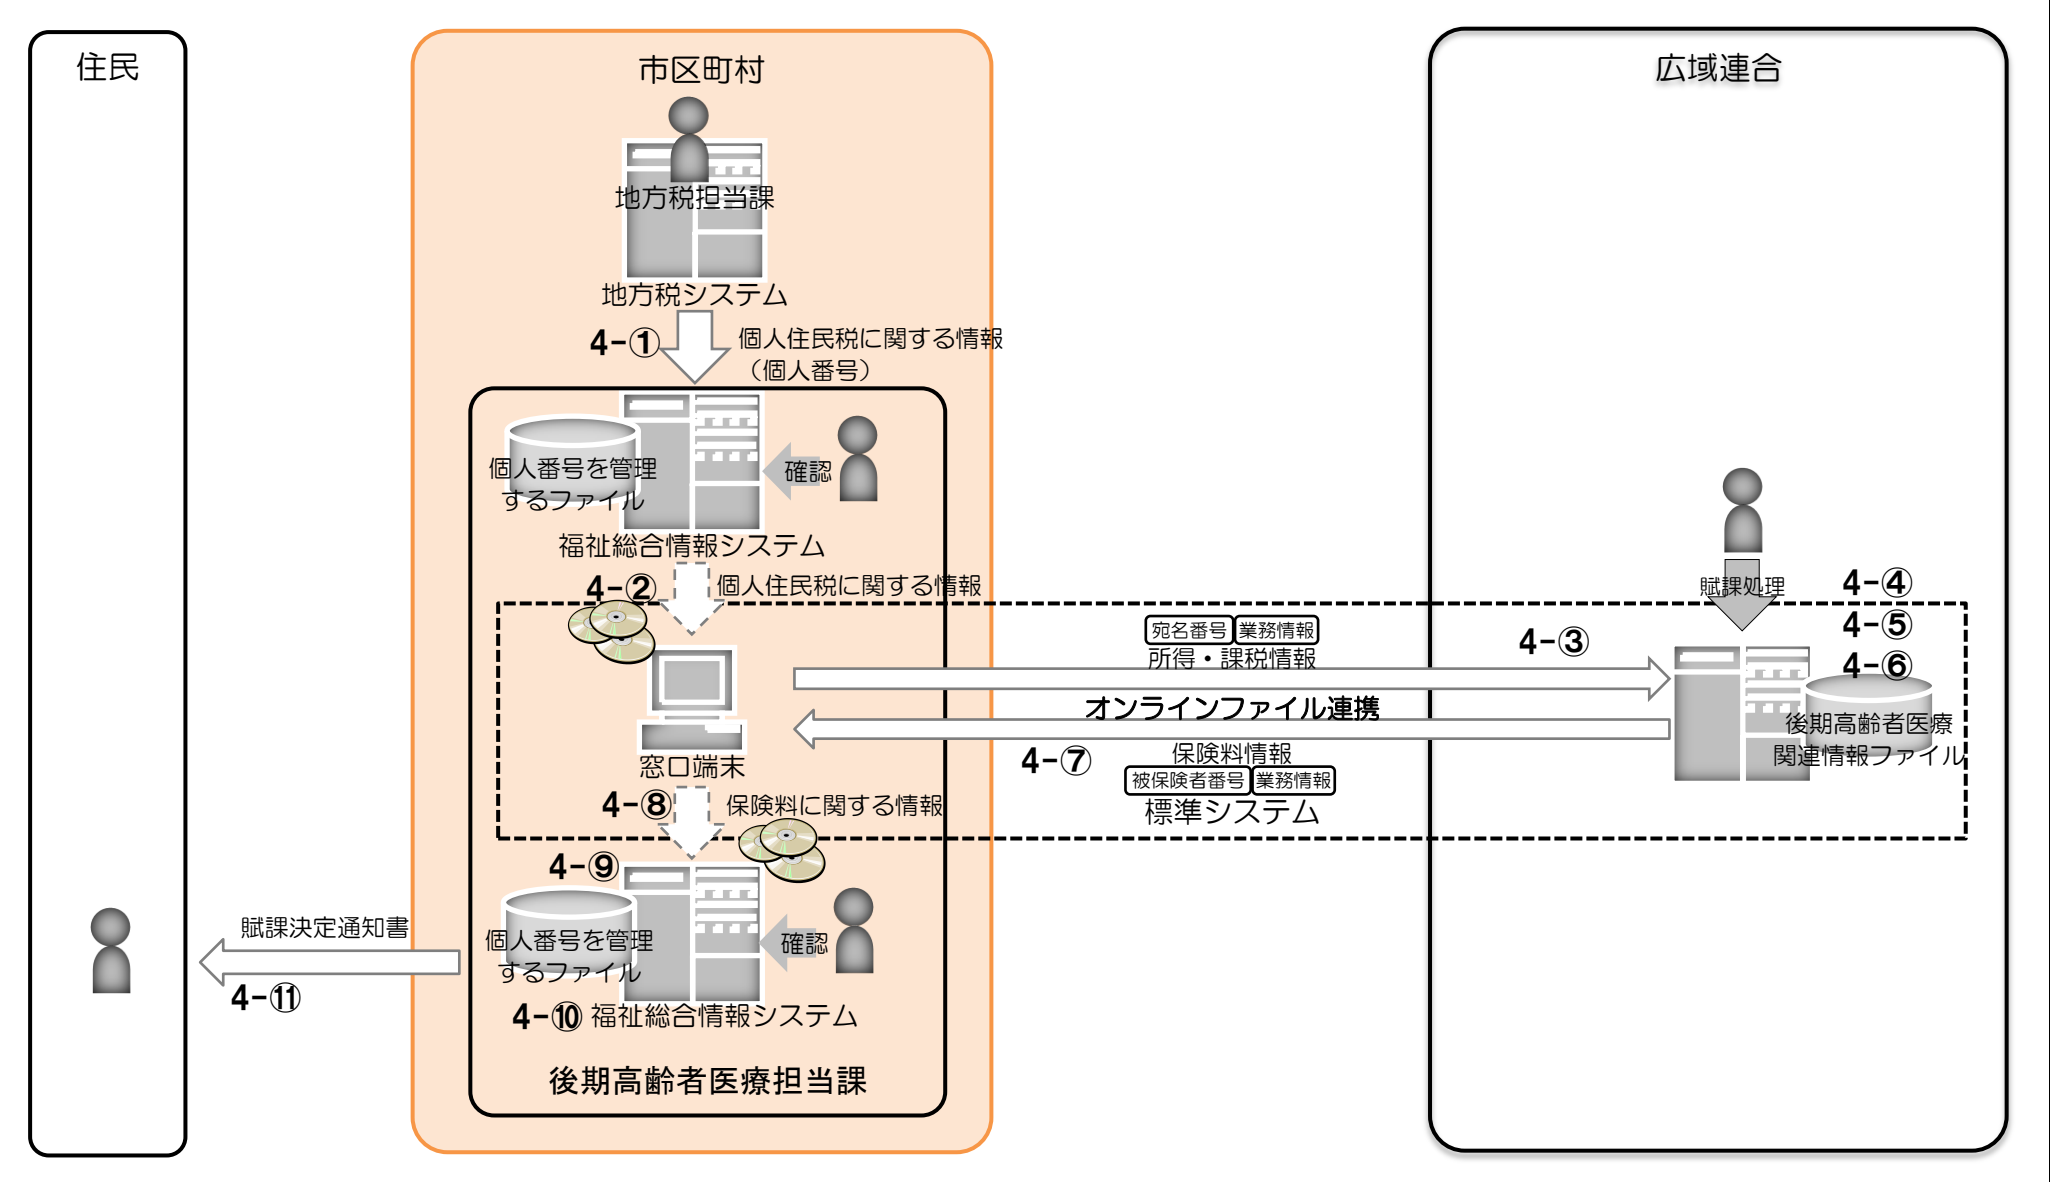 住民
市区町村
広域連合
地方税担当課
地方税システム
4-①
個人住民税に関する情報
（個人番号）
個人番号を管理
するファイル
確認
福祉総合情報システム
4-②
個人住民税に関する情報
賦課処理
4-④
4-⑤
4-⑥
宛名番号
業務情報
所得・課税情報
4-③
オンラインファイル連携
後期高齢者医療
関連情報ファイル
4-⑦
保険料情報
被保険者番号
業務情報
標準システム
窓口端末
4-⑧
保険料に関する情報
4-⑨
個人番号を管理
するファイル
確認
4-⑩
福祉総合情報システム
賦課決定通知書
4-⑪
後期高齢者医療担当課